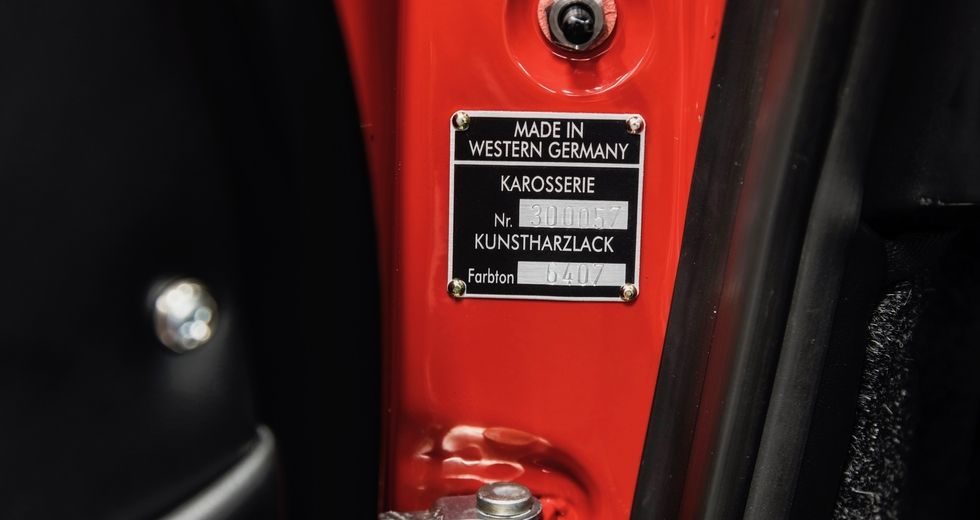 MADE IN
WESTERN GERMANY
KAROSSERIE
Nr. 300057
KUNSTHARZLACK
Farbton 6407